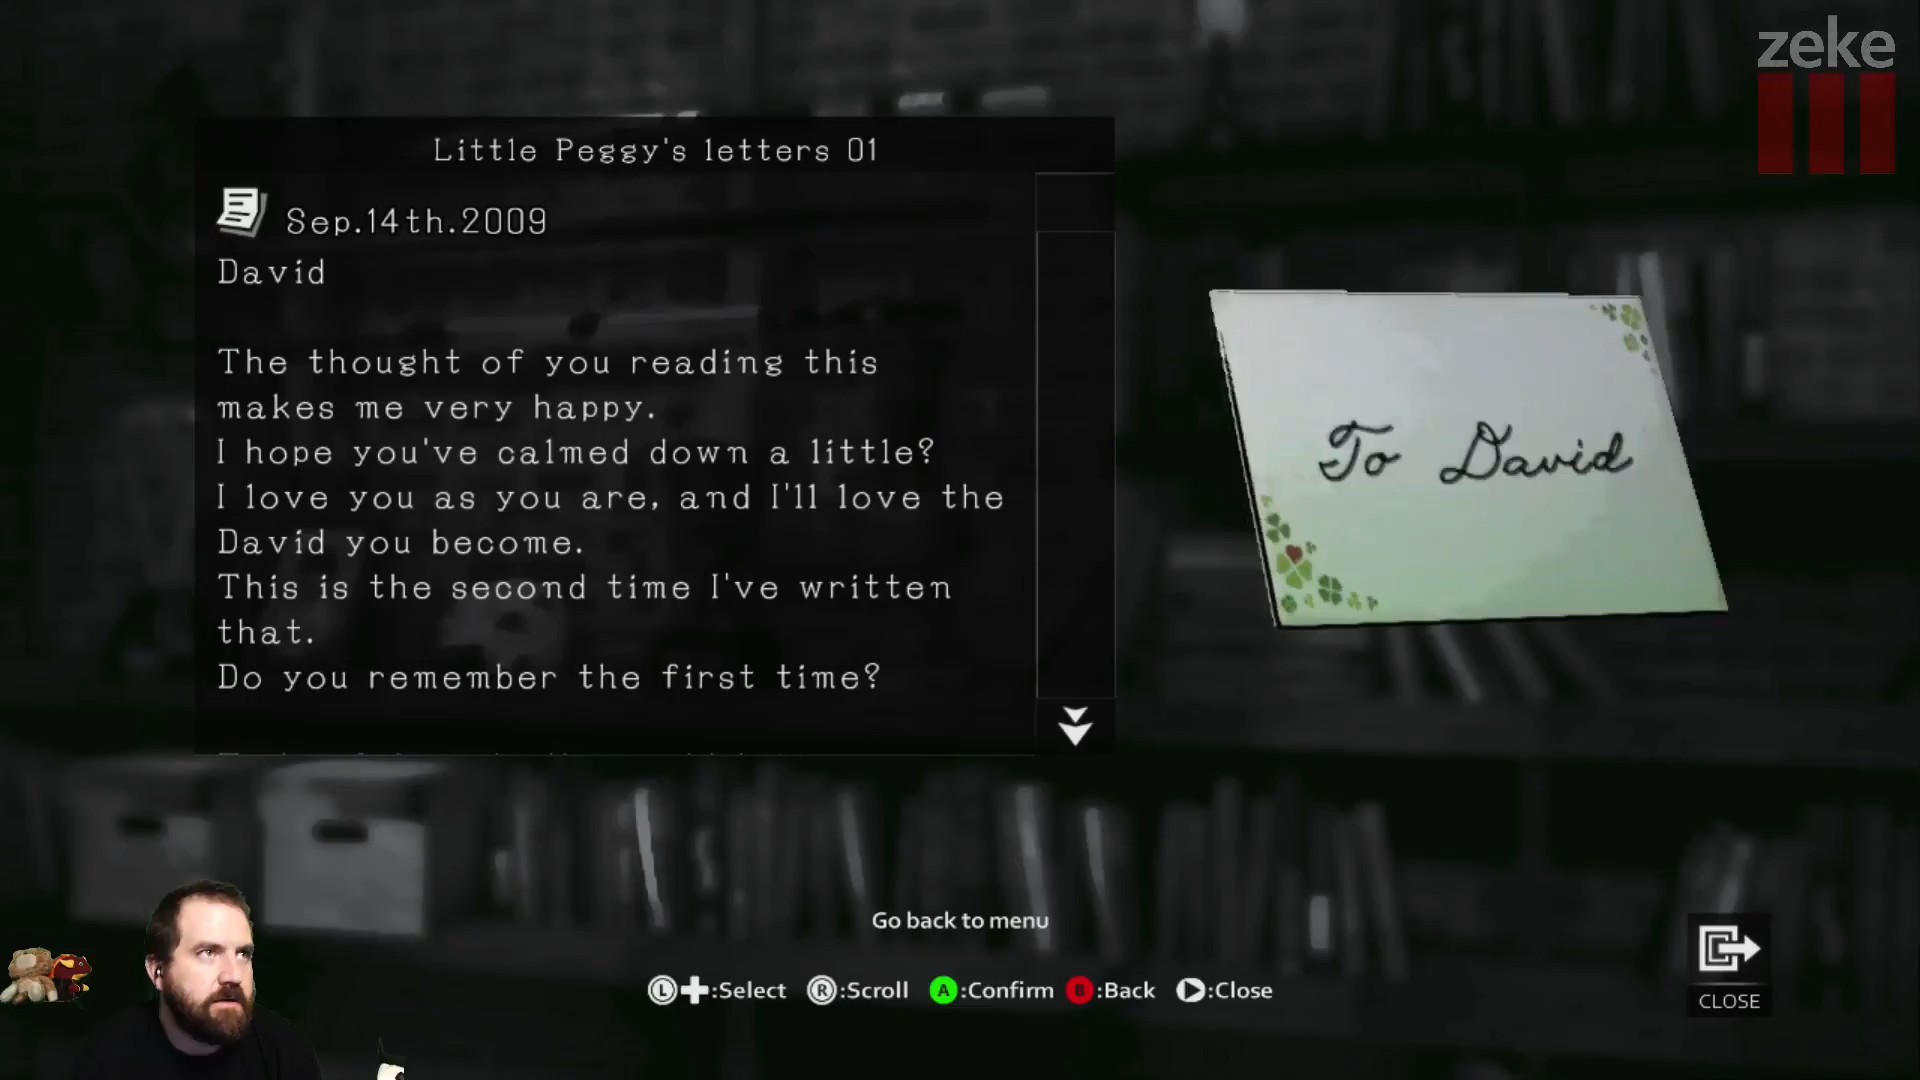 zeke
Little Peggy's letters 01
Sep.14th.2009
David
The thought of you reading this
makes me very happy.
I hope you've calmed down a little?
I love you as you are, and I'll love the
David you become.
This is the second time I've written
that.
Do you remember the first time?
To David
Go back to menu
L :Select R :Scroll A :Confirm B :Back :Close
CLOSE